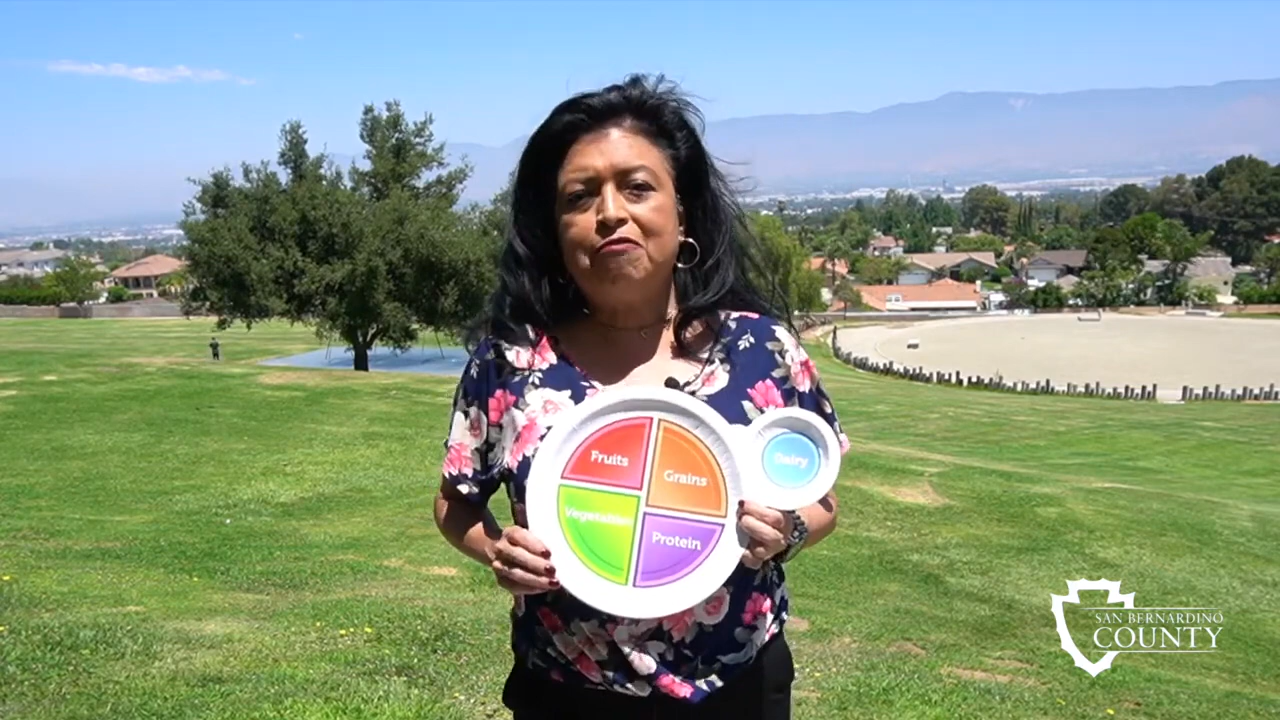 Fruits
Grains
Dairy
Vegetables
Protein
SAN BERNARDINO
COUNTY